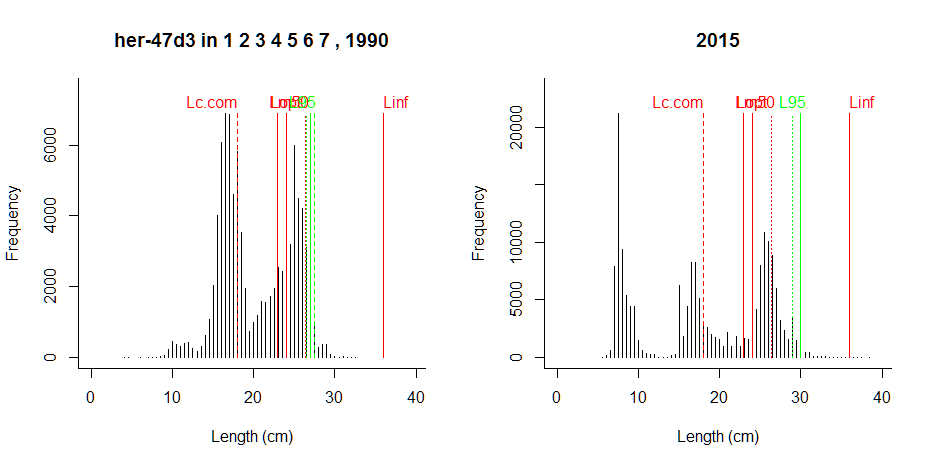 her-47d3 in 1 2 3 4 5 6 7 , 1990
Lc.com
Linf
Frequency
0
2000
4000
6000
0
10
20
30
40
Length (cm)
2015
Lc.com
L95
Linf
Frequency
0
5000
10000
20000
0
10
20
30
40
Length (cm)